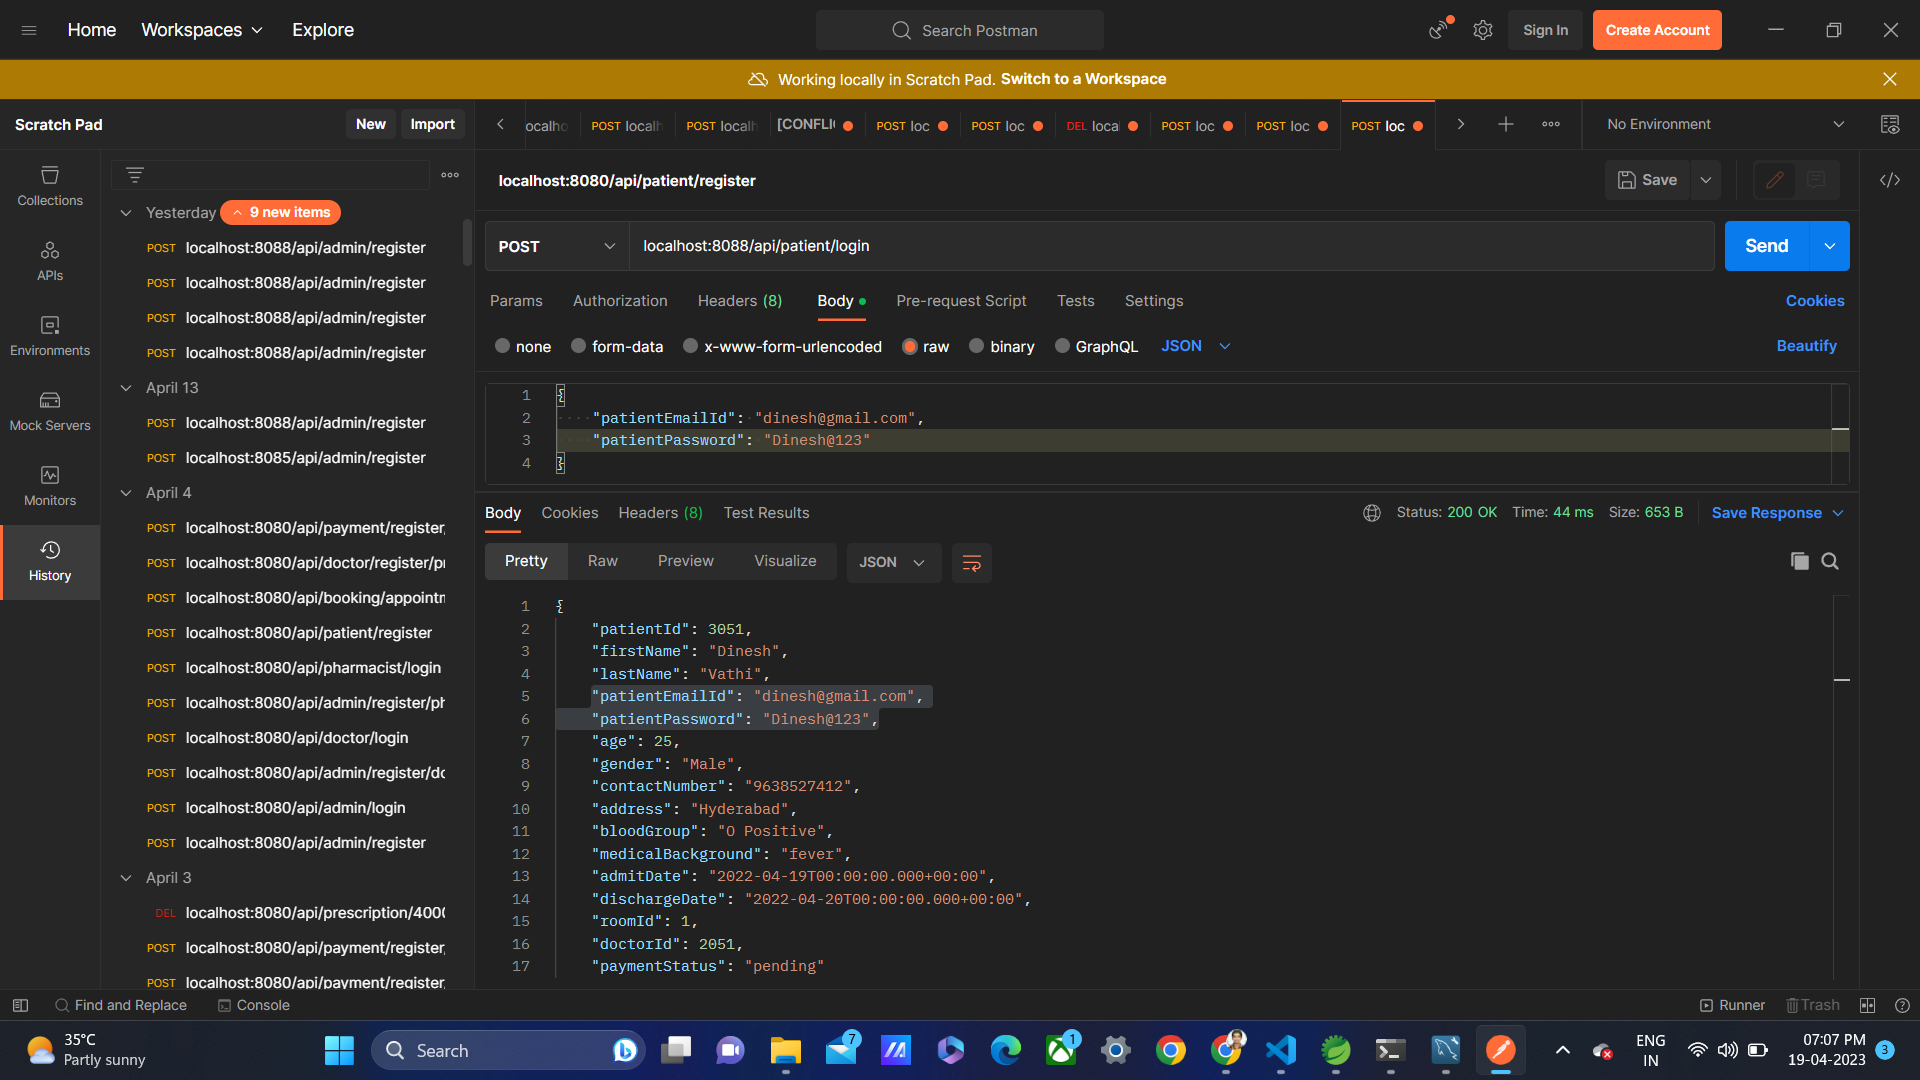 Home
Workspaces
Explore
Search Postman
Sign In
Create Account
Working locally in Scratch Pad. Switch to a Workspace
Scratch Pad
New
Import
ocalho
POST localh
POST localh
[CONFLIC
POST loc
POST loc
DEL local
POST loc
POST loc
POST loc
No Environment
Collections
APIs
Environments
Mock Servers
Monitors
History
Yesterday
9 new items
POST localhost:8088/api/admin/register
POST localhost:8088/api/admin/register
POST localhost:8088/api/admin/register
POST localhost:8088/api/admin/register
April 13
POST localhost:8088/api/admin/register
POST localhost:8085/api/admin/register
April 4
POST localhost:8080/api/payment/register,
POST localhost:8080/api/doctor/register/pr
POST localhost:8080/api/booking/appointn
POST localhost:8080/api/patient/register
POST localhost:8080/api/pharmacist/login
POST localhost:8080/api/admin/register/ph
POST localhost:8080/api/doctor/login
POST localhost:8080/api/admin/register/dc
POST localhost:8080/api/admin/login
POST localhost:8080/api/admin/register
April 3
DEL localhost:8080/api/prescription/400(
POST localhost:8080/api/payment/register,
POST localhost:8080/api/payment/register,
localhost:8080/api/patient/register
Save
POST
localhost:8088/api/patient/login
Send
Params
Authorization
Headers (8)
Body
Pre-request Script
Tests
Settings
Cookies
none
form-data
x-www-form-urlencoded
raw
binary
GraphQL
JSON
Beautify
1 {
2 "patientEmailId": "dinesh@gmail.com",
3 "patientPassword": "Dinesh@123"
4 }
Body
Cookies
Headers (8)
Test Results
Status: 200 OK
Time: 44 ms
Size: 653 B
Save Response
Pretty
Raw
Preview
Visualize
JSON
1 {
2 "patientId": 3051,
3 "firstName": "Dinesh",
4 "lastName": "Vathi",
5 "patientEmailId": "dinesh@gmail.com",
6 "patientPassword": "Dinesh@123",
7 "age": 25,
8 "gender": "Male",
9 "contactNumber": "9638527412",
10 "address": "Hyderabad",
11 "bloodGroup": "O Positive",
12 "medicalBackground": "fever",
13 "admitDate": "2022-04-19T00:00:00.000+00:00",
14 "dischargeDate": "2022-04-20T00:00:00.000+00:00",
15 "roomId": 1,
16 "doctorId": 2051,
17 "paymentStatus": "pending"
Find and Replace
Console
Runner
Trash
35°C
Partly sunny
Search
7
1
ENG
IN
07:07 PM
19-04-2023
3